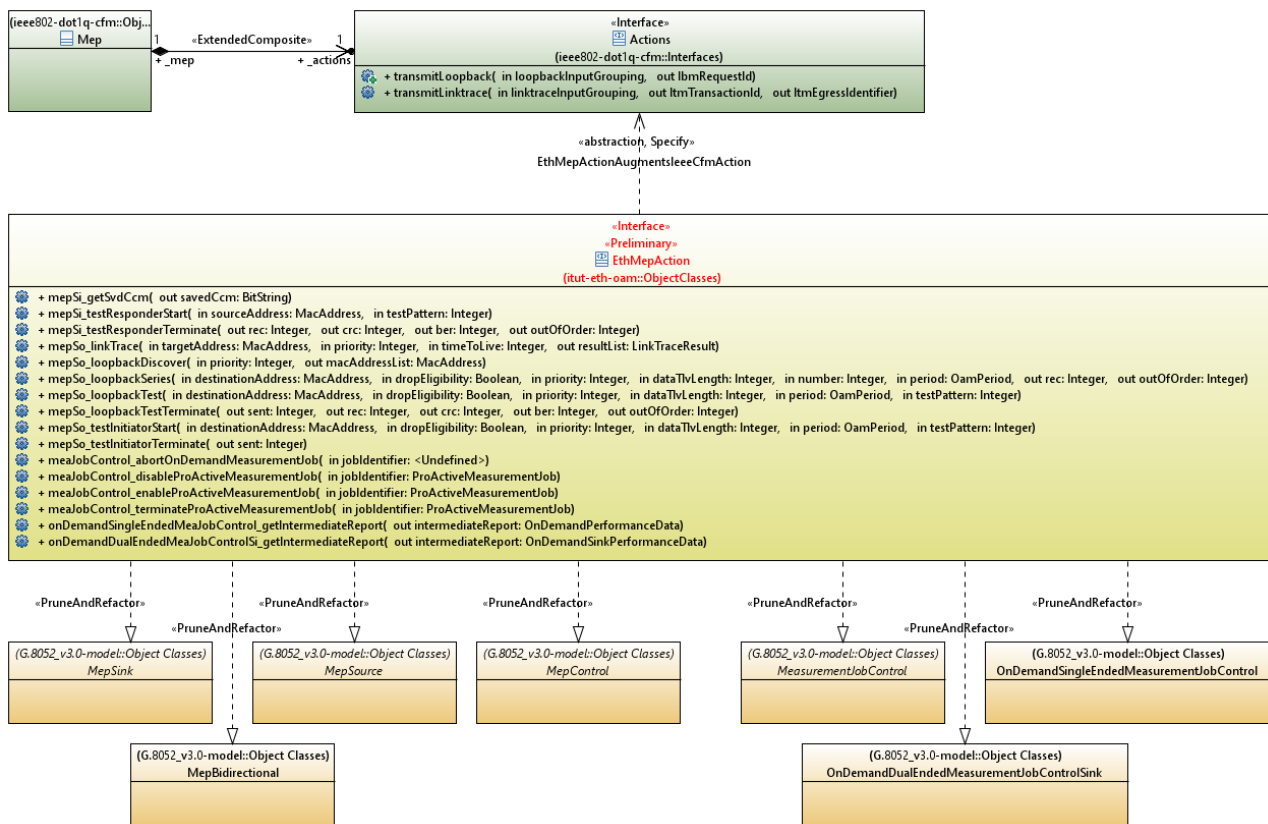 (ieee802-dot1q-cfm::Obj...
Mep
1
«ExtendedComposite»
1
+ _mep
+ _actions
«Interface»
Actions
(ieee802-dot1q-cfm::Interfaces)
+ transmitLoopback( in loopbackInputGrouping, out lbmRequestId)
+ transmitLinktrace( in linktraceInputGrouping, out ltmTransactionId, out ltmEgressIdentifier)
«abstraction, Specify»
EthMepActionAugmentsIeeeCfmAction
«Interface»
«Preliminary»
EthMepAction
(itut-eth-oam::ObjectClasses)
+ mepSi_getSvdCcm( out savedCcm: BitString)
+ mepSi_testResponderStart( in sourceAddress: MacAddress, in testPattern: Integer)
+ mepSi_testResponderTerminate( out rec: Integer, out crc: Integer, out ber: Integer, out outOfOrder: Integer)
+ mepSo_linkTrace( in targetAddress: MacAddress, in priority: Integer, in timeToLive: Integer, out resultList: LinkTraceResult)
+ mepSo_loopbackDiscover( in priority: Integer, out macAddressList: MacAddress)
+ mepSo_loopbackSeries( in destinationAddress: MacAddress, in dropEligibility: Boolean, in priority: Integer, in dataTlvLength: Integer, in number: Integer, in period: OamPeriod, out rec: Integer, out outOfOrder: Integer)
+ mepSo_loopbackTest( in destinationAddress: MacAddress, in dropEligibility: Boolean, in priority: Integer, in dataTlvLength: Integer, in period: OamPeriod, in testPattern: Integer)
+ mepSo_loopbackTestTerminate( out sent: Integer, out rec: Integer, out crc: Integer, out ber: Integer, out outOfOrder: Integer)
+ mepSo_testInitiatorStart( in destinationAddress: MacAddress, in dropEligibility: Boolean, in priority: Integer, in dataTlvLength: Integer, in period: OamPeriod, in testPattern: Integer)
+ mepSo_testInitiatorTerminate( out sent: Integer)
+ meaJobControl_abortOnDemandMeasurementJob( in jobIdentifier: <Undefined>)
+ meaJobControl_disableProActiveMeasurementJob( in jobIdentifier: ProActiveMeasurementJob)
+ meaJobControl_enableProActiveMeasurementJob( in jobIdentifier: ProActiveMeasurementJob)
+ meaJobControl_terminateProActiveMeasurementJob( in jobIdentifier: ProActiveMeasurementJob)
+ onDemandSingleEndedMeaJobControl_getIntermediateReport( out intermediateReport: OnDemandPerformanceData)
+ onDemandDualEndedMeaJobControlSi_getIntermediateReport( out intermediateReport: OnDemandSinkPerformanceData)
«PruneAndRefactor»
«PruneAndRefactor»
«PruneAndRefactor»
«PruneAndRefactor»
«PruneAndRefactor»
«PruneAndRefactor»
«PruneAndRefactor»
(G.8052_v3.0-model::Object Classes)
MepSink
(G.8052_v3.0-model::Object Classes)
MepSource
(G.8052_v3.0-model::Object Classes)
MepControl
(G.8052_v3.0-model::Object Classes)
MeasurementJobControl
(G.8052_v3.0-model::Object Classes)
OnDemandSingleEndedMeasurementJobControl
(G.8052_v3.0-model::Object Classes)
MepBidirectional
(G.8052_v3.0-model::Object Classes)
OnDemandDualEndedMeasurementJobControlSink